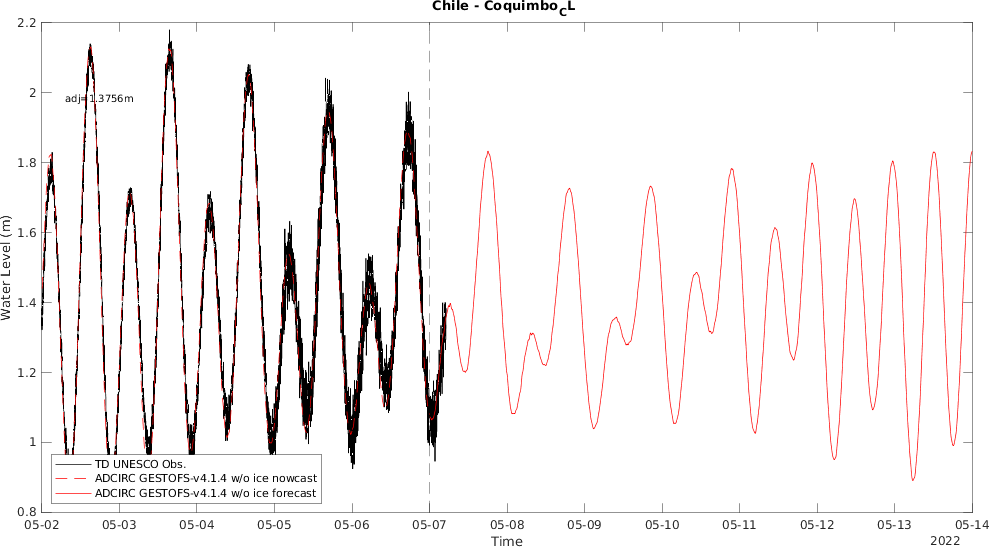 Chile - Coquimbo_CL
2.2
2
1.8
1.6
1.4
1.2
1
0.8
Water Level (m)
adj=1.3756m
TD UNESCO Obs.
ADCIRC GESTOFS-v4.1.4 w/o ice nowcast
ADCIRC GESTOFS-v4.1.4 w/o ice forecast
05-02 05-03 05-04 05-05 05-06 05-07 05-08 05-09 05-10 05-11 05-12 05-13 05-14
Time
2022